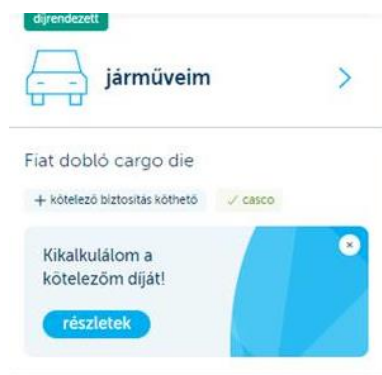 díjrendezett
járműveim
Fiat dobló cargo die
+ kötelező biztosítás köthető ✓ casco
Kikalkulálom a
kötelezőm díját!
részletek